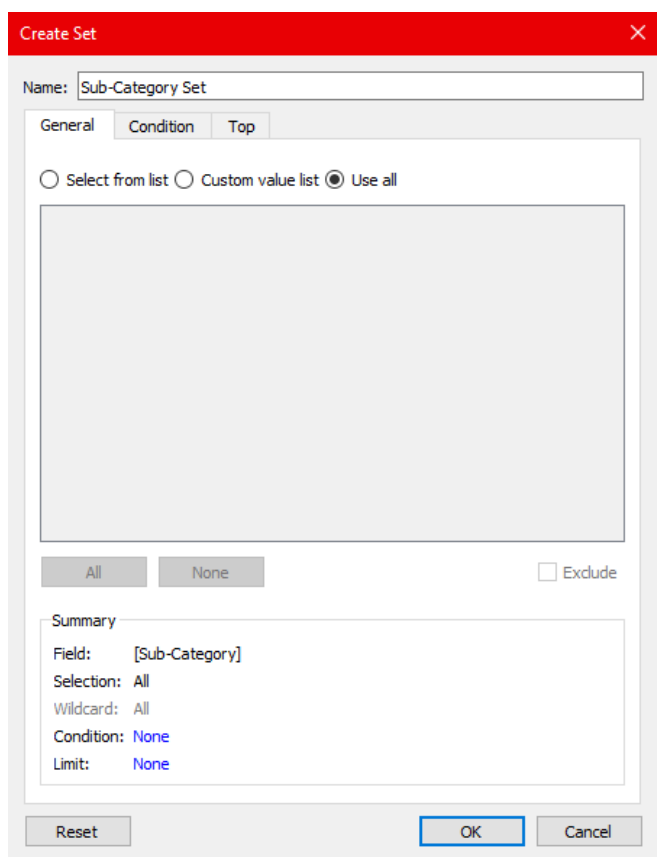 Create Set
Name: Sub-Category Set
General Condition Top
Select from list Custom value list Use all
All None Exclude
Summary
Field: [Sub-Category]
Selection: All
Wildcard: All
Condition: None
Limit: None
Reset OK Cancel